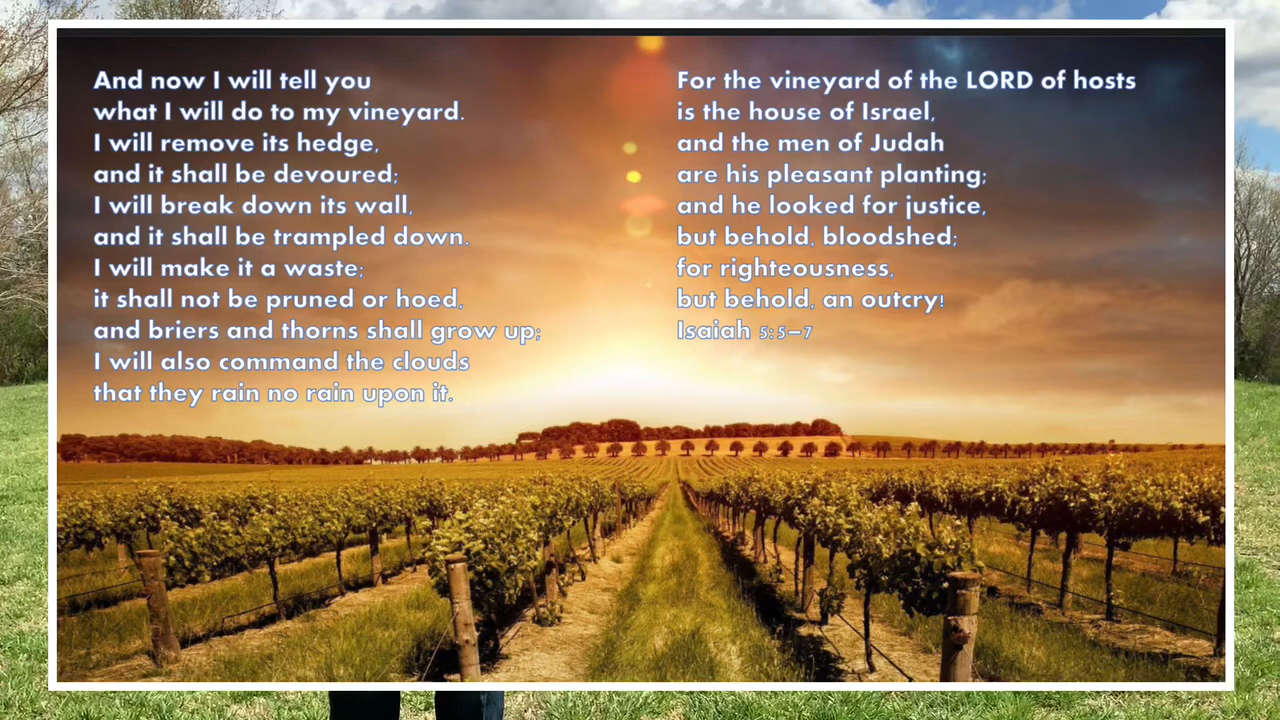 And now I will tell you
what I will do to my vineyard.
I will remove its hedge,
and it shall be devoured;
I will break down its wall,
and it shall be trampled down.
I will make it a waste;
it shall not be pruned or hoed,
and briers and thorns shall grow up;
I will also command the clouds
that they rain no rain upon it.
For the vineyard of the LORD of hosts
is the house of Israel,
and the men of Judah
are his pleasant planting;
and he looked for justice,
but behold, bloodshed;
for righteousness,
but behold, an outcry!
Isaiah 5:5–7